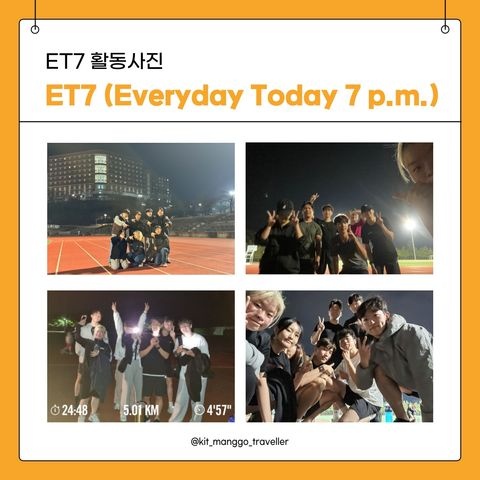 ET7 활동사진
ET7 (Everyday Today 7 p.m.)
24:48 5.01 KM 4'57"
@kit_manggo_traveller